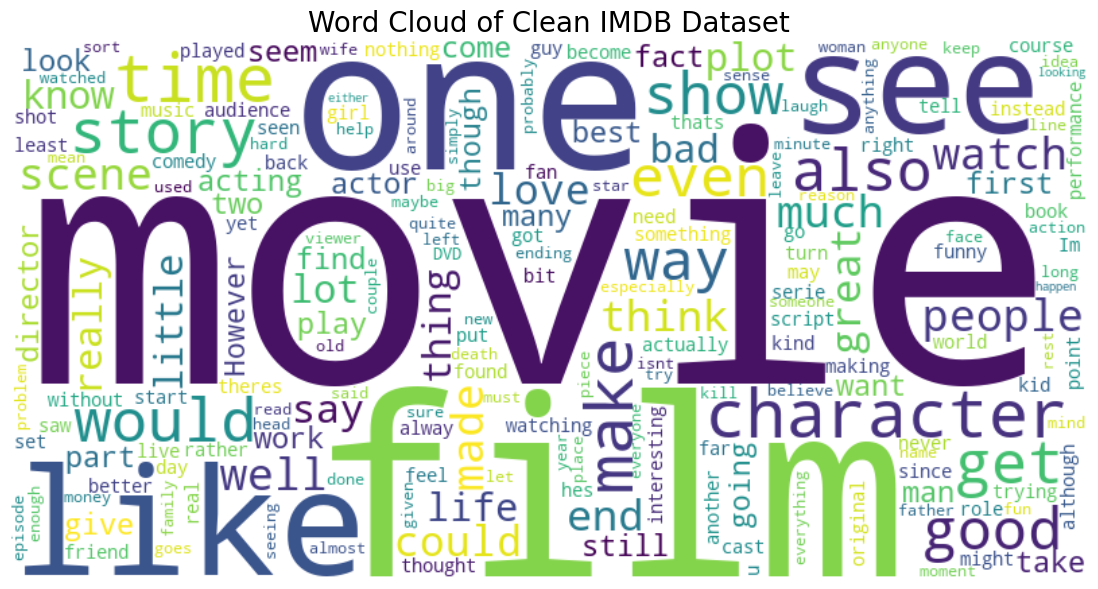 Word Cloud of Clean IMDB Dataset
sort played seem wife nothing come guy become fact plot woman anyone keep course
look watched time one show see idea looking
know music audience either girl help around simply though probably best sense thats laugh anything tell instead line performance
shot least story seen hard back use bad minute right
mean comedy scene used acting actor big fan love star even leave also watch first
two yet maybe quite many need reason much book action
movie
director really little However viewer find lot couple play old left DVD got ending bit thing something way especially go turn may serie someone great face funny Im long happen
think script kind people world point rest
theres new put death found actually isnt try making want kid
problem without start said piece kill believe
saw would read say head sure alway made must watching make character mind
set part live rather work film place year everyone far never name get
day well done feel let hes interesting another going since man trying although
like better real life end
episode enough money give family seeing given could still original father role fun good
friend goes almost thought everything cast u moment might take